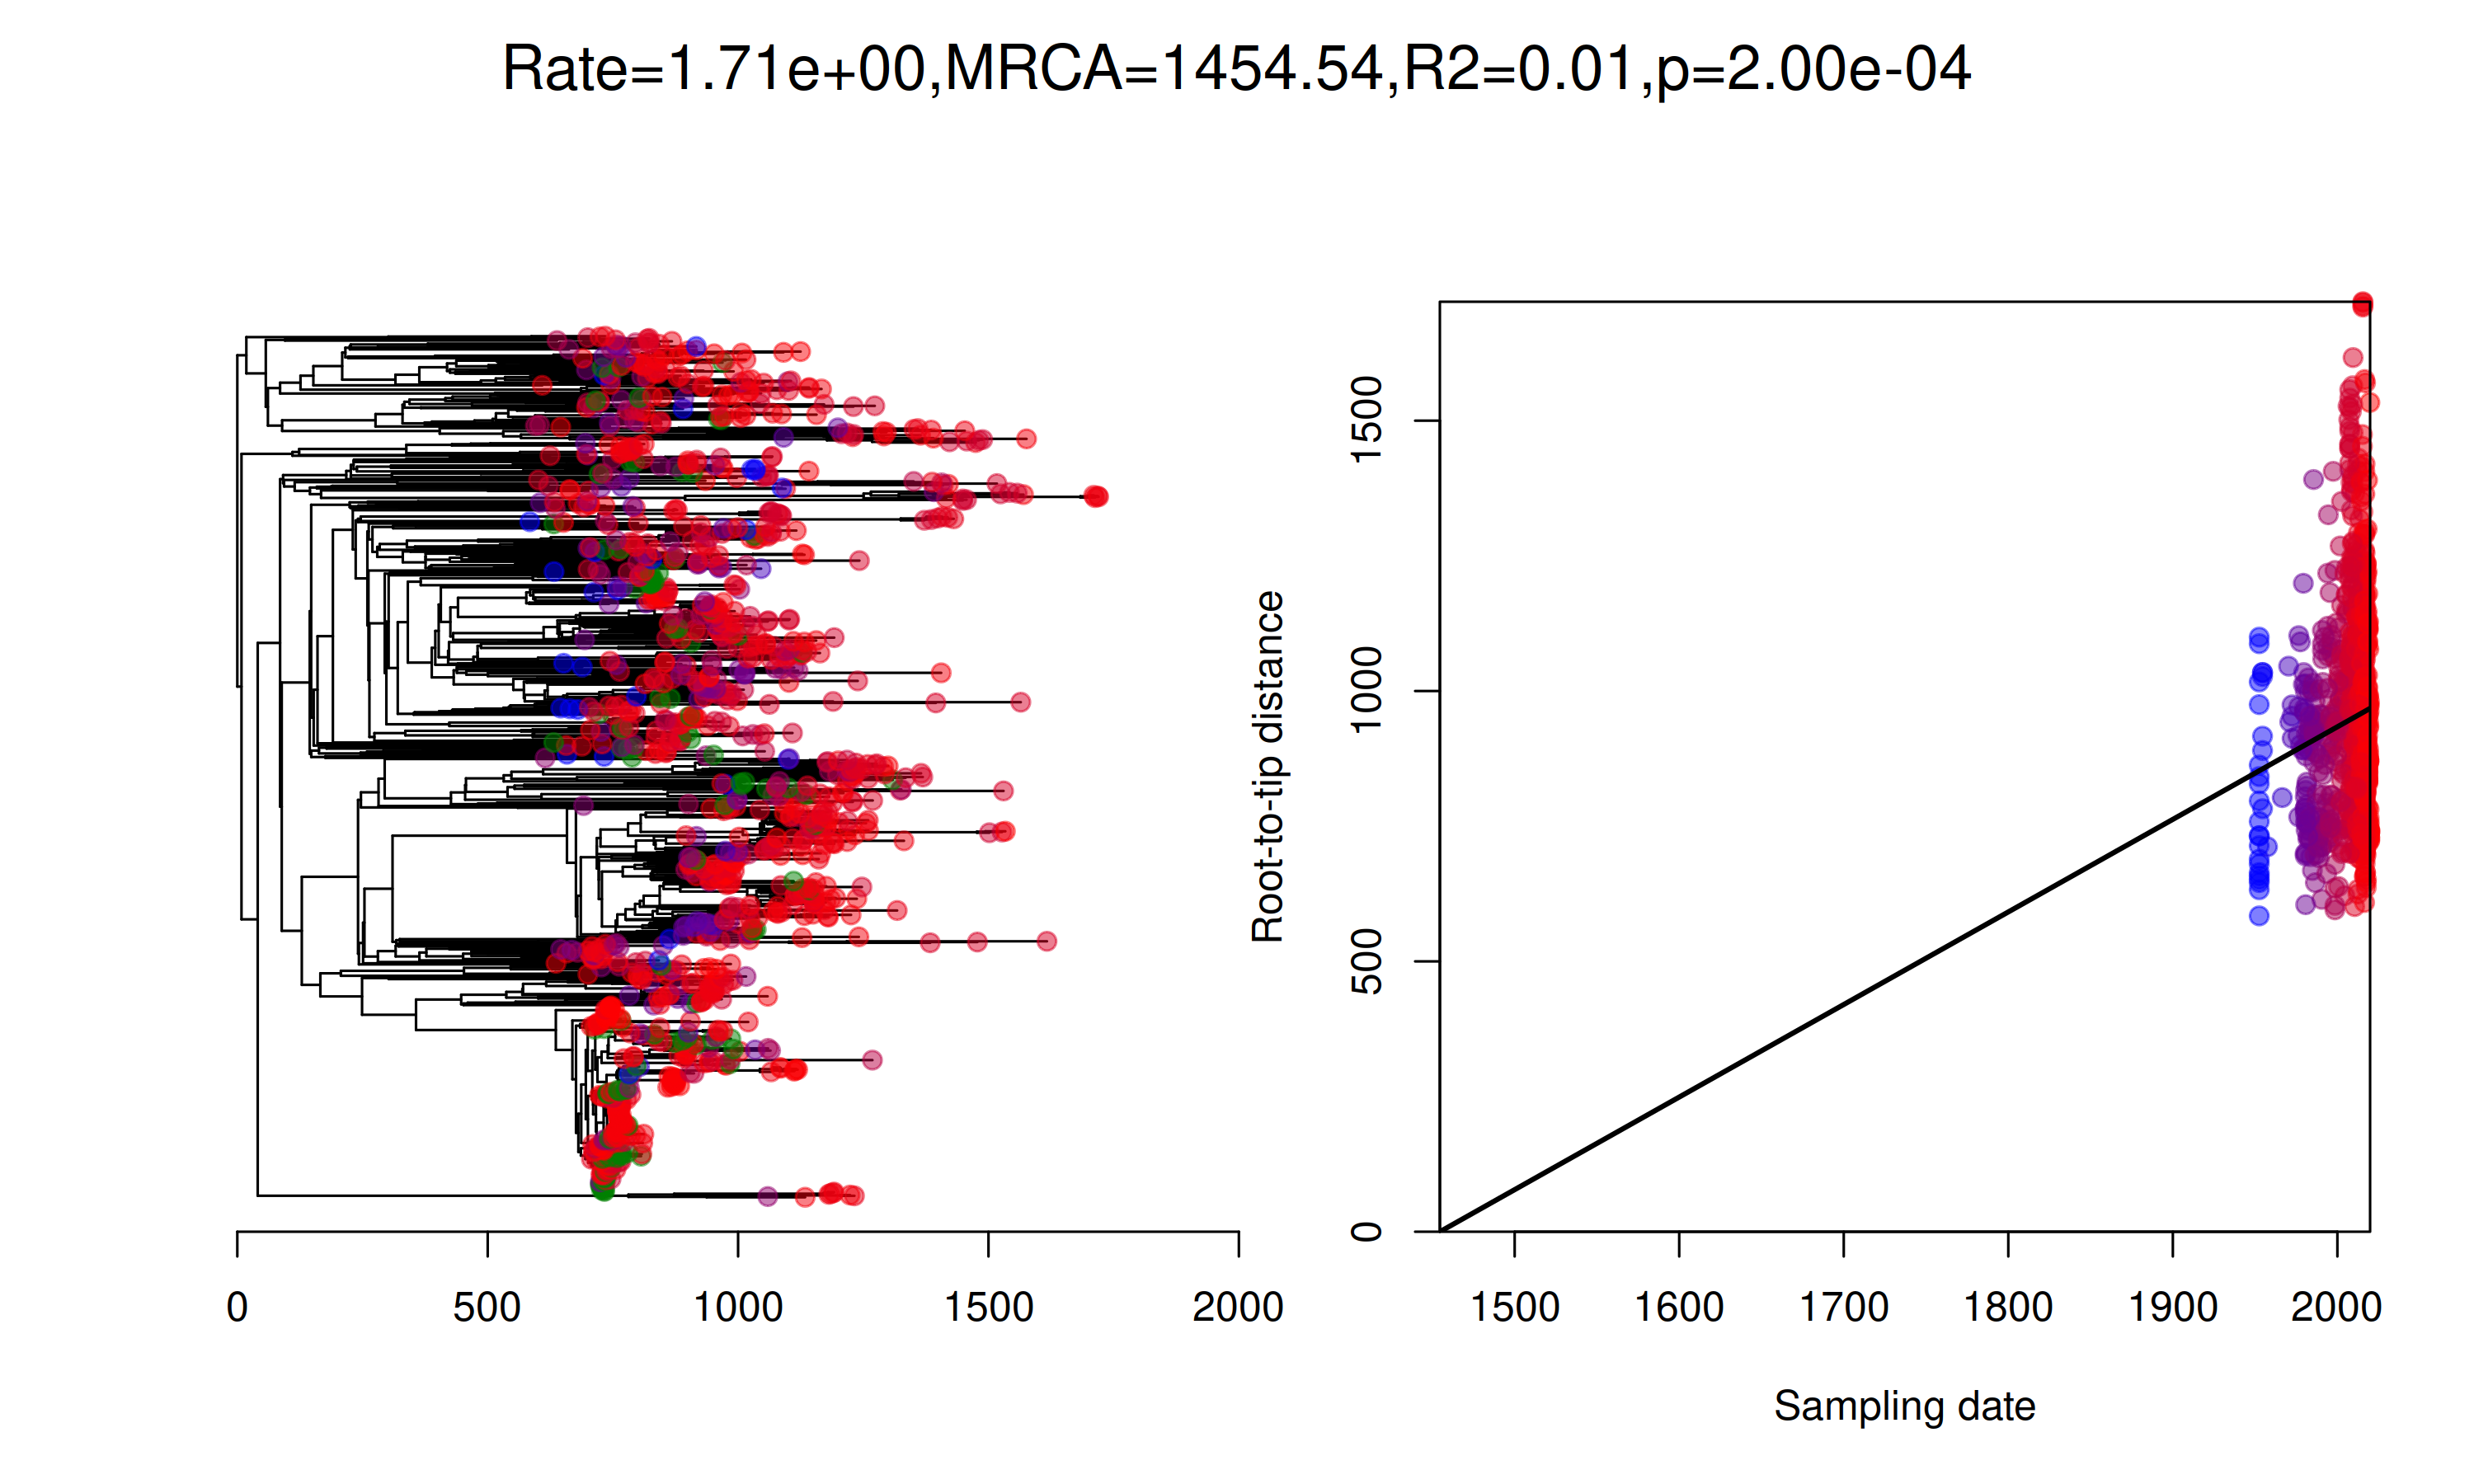 Rate=1.71e+00,MRCA=1454.54,R2=0.01,p=2.00e-04
0 500 1000 1500 2000
Root-to-tip distance
0 500 1000 1500
1500 1600 1700 1800 1900 2000
Sampling date